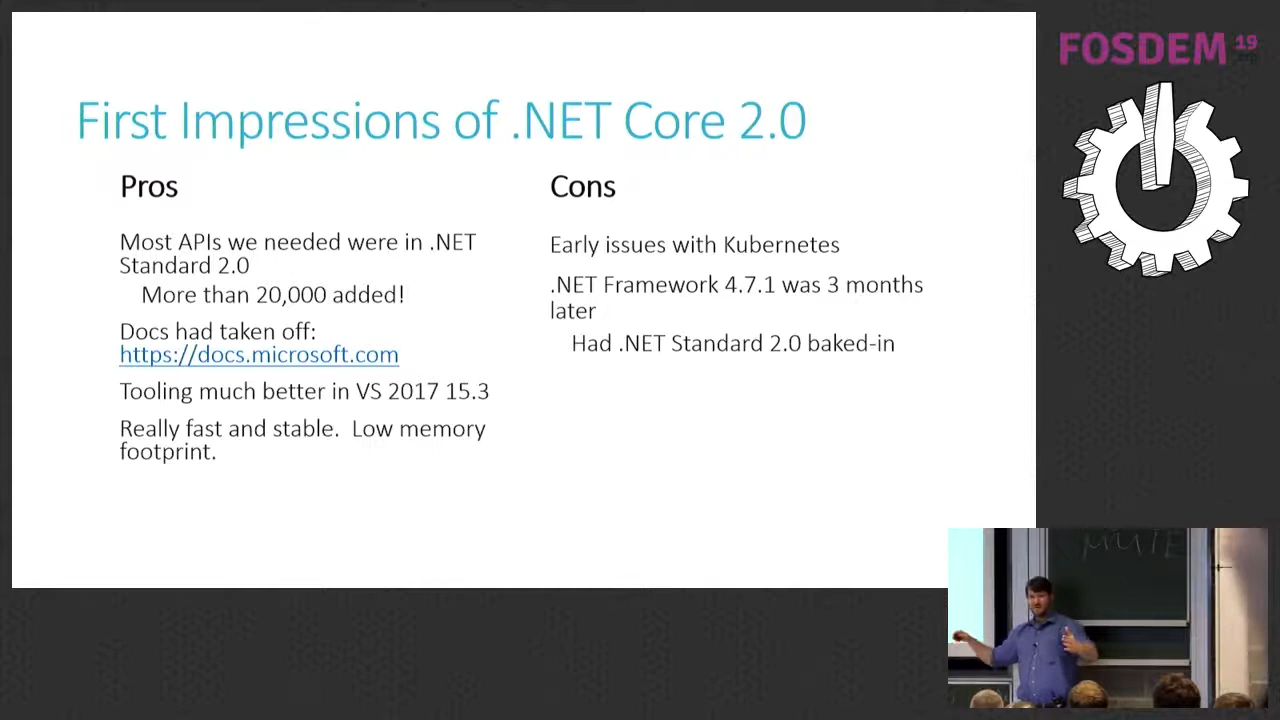 First Impressions of .NET Core 2.0
Pros
Most APIs we needed were in .NET
Standard 2.0
More than 20,000 added!
Docs had taken off:
https://docs.microsoft.com
Tooling much better in VS 2017 15.3
Really fast and stable.  Low memory
footprint.
Cons
Early issues with Kubernetes
.NET Framework 4.7.1 was 3 months
later
Had .NET Standard 2.0 baked-in
FOSDEM 19
.org
MUTE